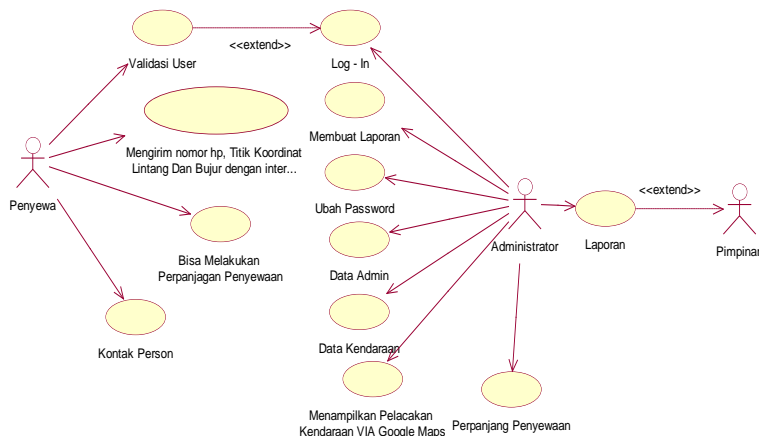 <<extend>>
Validasi User
Log - In
Membuat Laporan
Mengirim nomor hp, Titik Koordinat
Lintang Dan Bujur dengan inter...
Penyewa
Ubah Password
<<extend>>
Administrator
Laporan
Pimpinan
Bisa Melakukan
Perpanjagan Penyewaan
Data Admin
Kontak Person
Data Kendaraan
Menampilkan Pelacakan
Kendaraan VIA Google Maps
Perpanjang Penyewaan